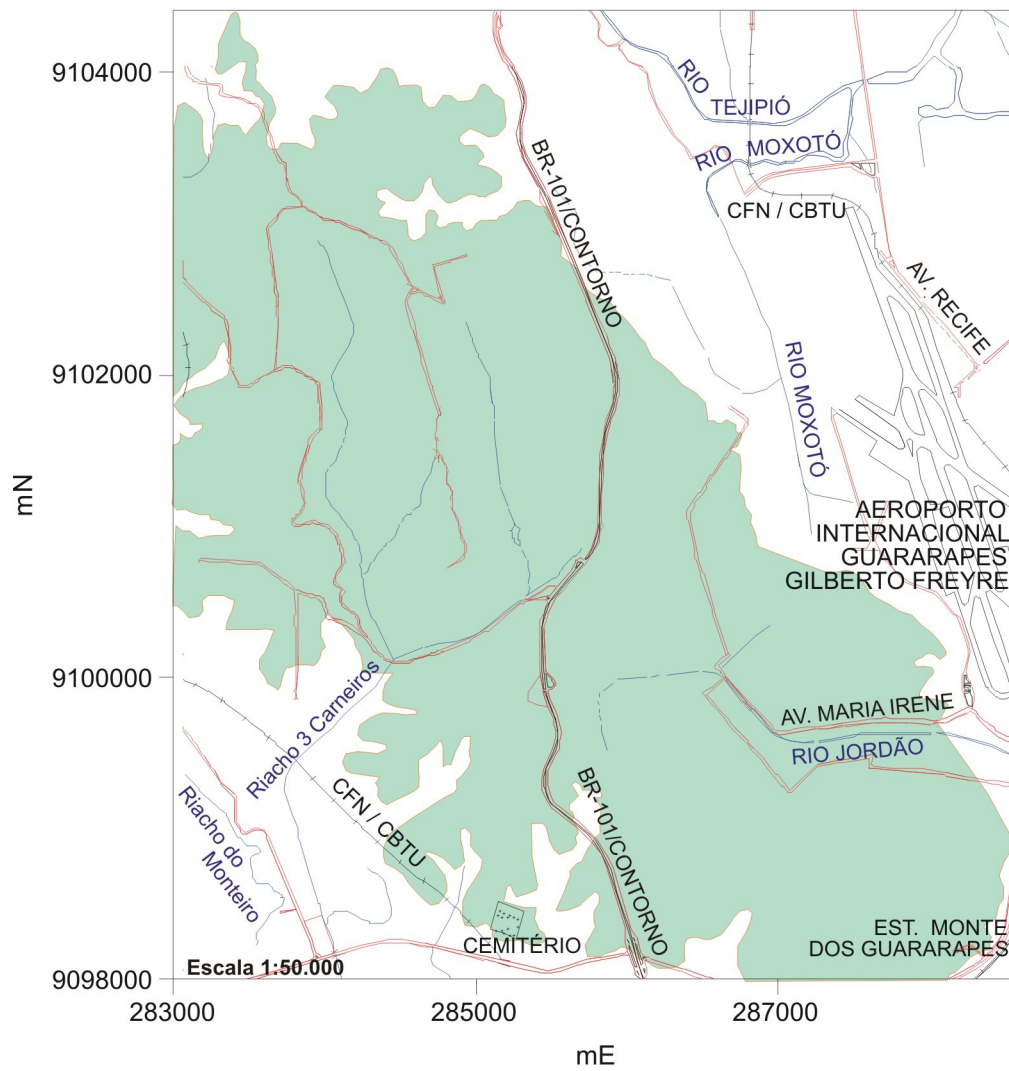 9104000
RIO
TEJIPIÓ
RIO MOXOTÓ
BR-101/CONTORNO
CFN / CBTU
AV. RECIFE
9102000
RIO MOXOTÓ
mN
AEROPORTO
INTERNACIONAL
GUARARAPES
GILBERTO FREYRE
9100000
Riacho 3 Carneiros
AV. MARIA IRENE
RIO JORDÃO
CFN / CBTU
BR-101/CONTORNO
Riacho do
Monteiro
CEMITÉRIO
EST. MONTE
DOS GUARARAPES
Escala 1:50.000
9098000
283000
285000
287000
mE